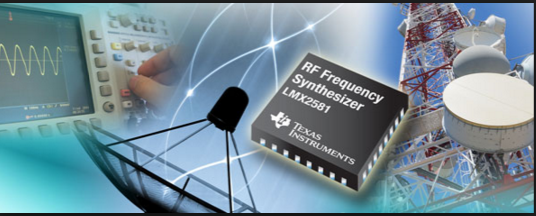 RF Frequency
Synthesizer
LMX2581
TEXAS
INSTRUMENTS